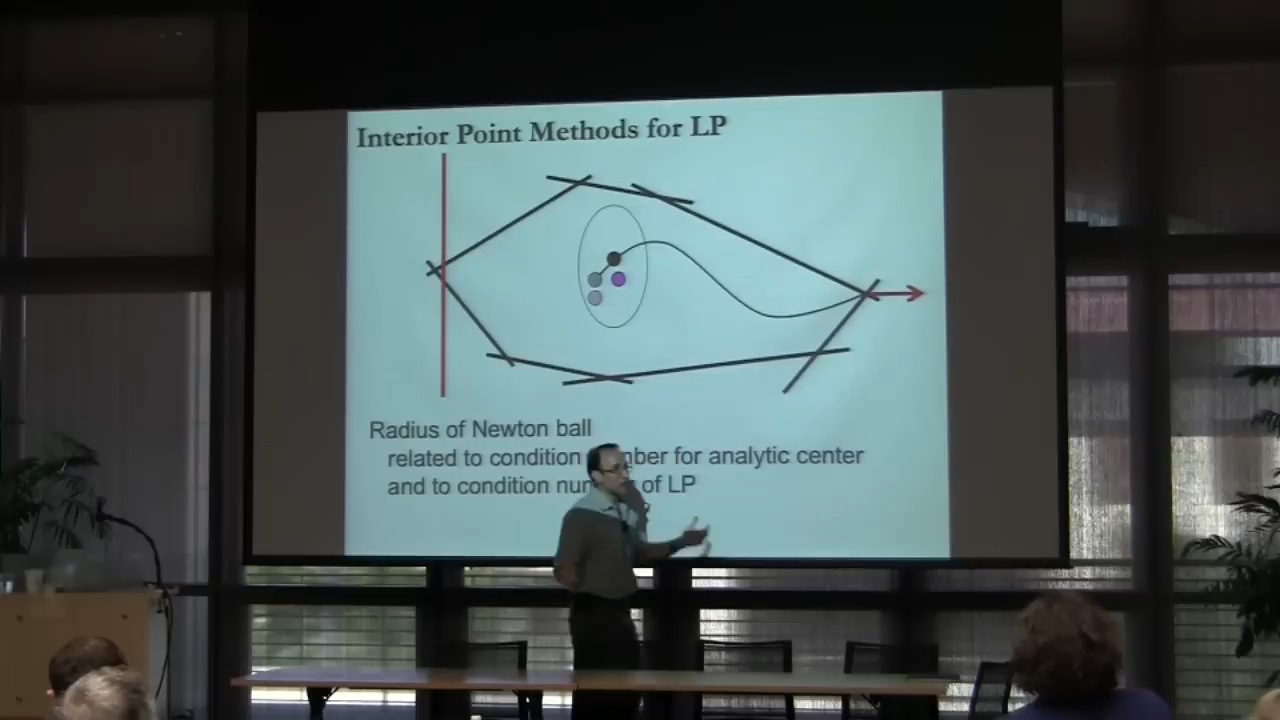 Interior Point Methods for LP
Radius of Newton ball
related to condition mber for analytic center
and to condition nu of LP